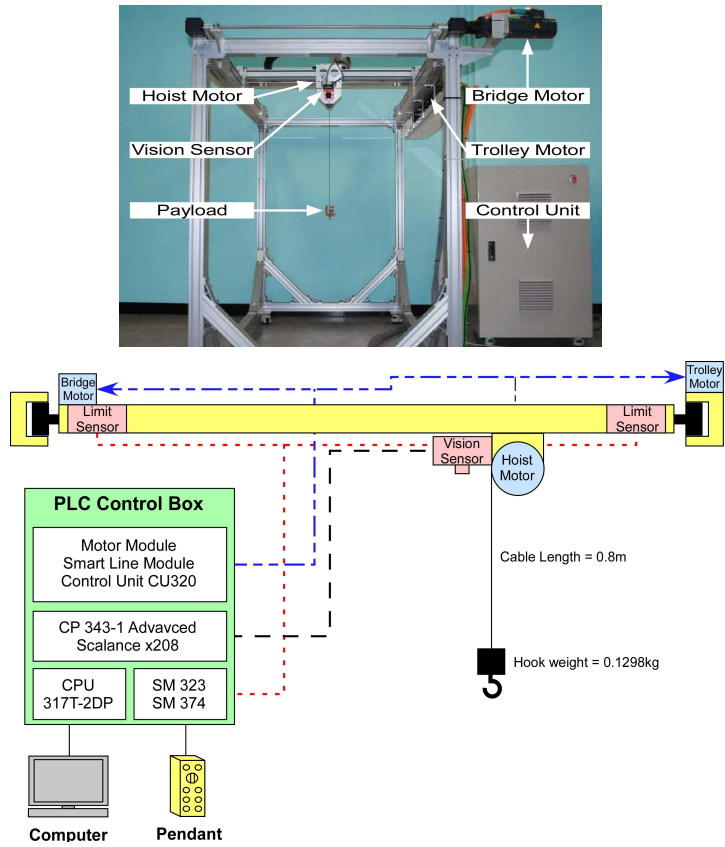 Hoist Motor
Bridge Motor
Vision Sensor
Trolley Motor
Payload
Control Unit
Bridge
Motor
Trolley
Motor
Limit
Sensor
Limit
Sensor
Vision
Sensor
Hoist
Motor
PLC Control Box
Motor Module
Smart Line Module
Control Unit CU320
Cable Length = 0.8m
CP 343-1 Advavced
Scalance x208
Hook weight = 0.1298kg
CPU
317T-2DP
SM 323
SM 374
Computer
Pendant